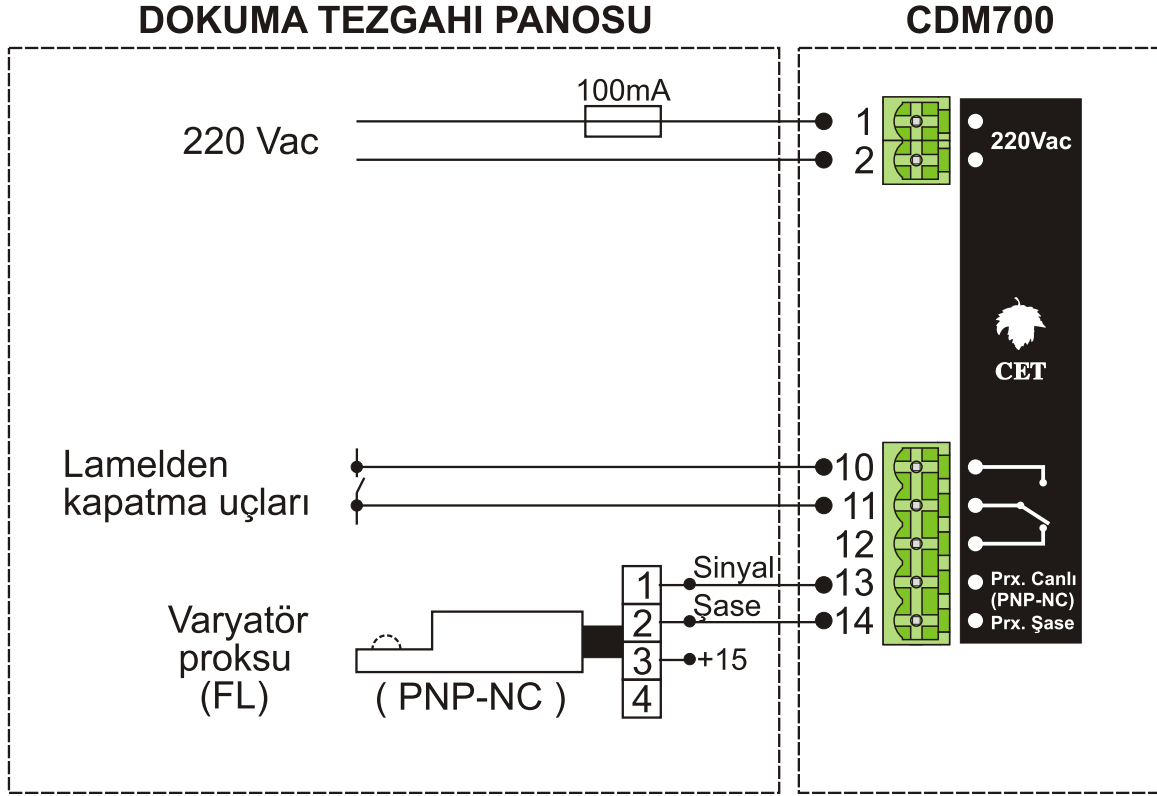 DOKUMA TEZGAHI PANOSU
CDM700
100mA
220 Vac
1
2
220Vac
CET
Lamelden
kapatma uçları
10
11
12
13
14
Prx. Canlı
(PNP-NC)
Prx. Şase
Varyatör
proksu
(FL)
( PNP-NC )
1
2
3
4
Sinyal
Şase
+15